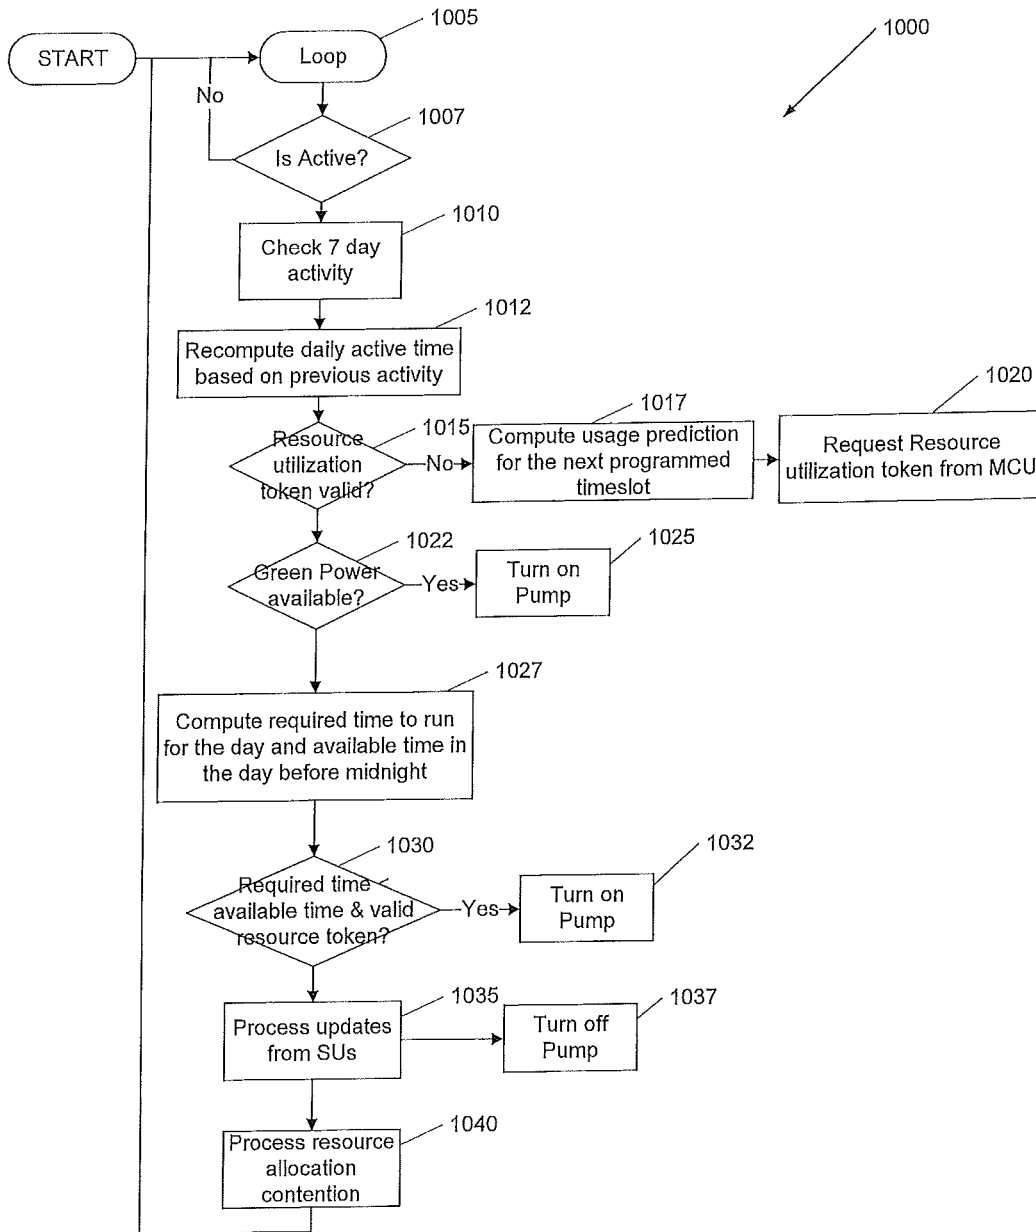 START
Loop
1005
1000
No
1007
Is Active?
1010
Check 7 day
activity
1012
Recompute daily active time
based on previous activity
1015
Resource
utilization
token valid?
No
1017
Compute usage prediction
for the next programmed
timeslot
1020
Request Resource
utilization token from MCU
1022
Green Power
available?
Yes
1025
Turn on
Pump
1027
Compute required time to run
for the day and available time in
the day before midnight
1030
Required time
available time & valid
resource token?
Yes
1032
Turn on
Pump
1035
Process updates
from SUs
1037
Turn off
Pump
1040
Process resource
allocation
contention